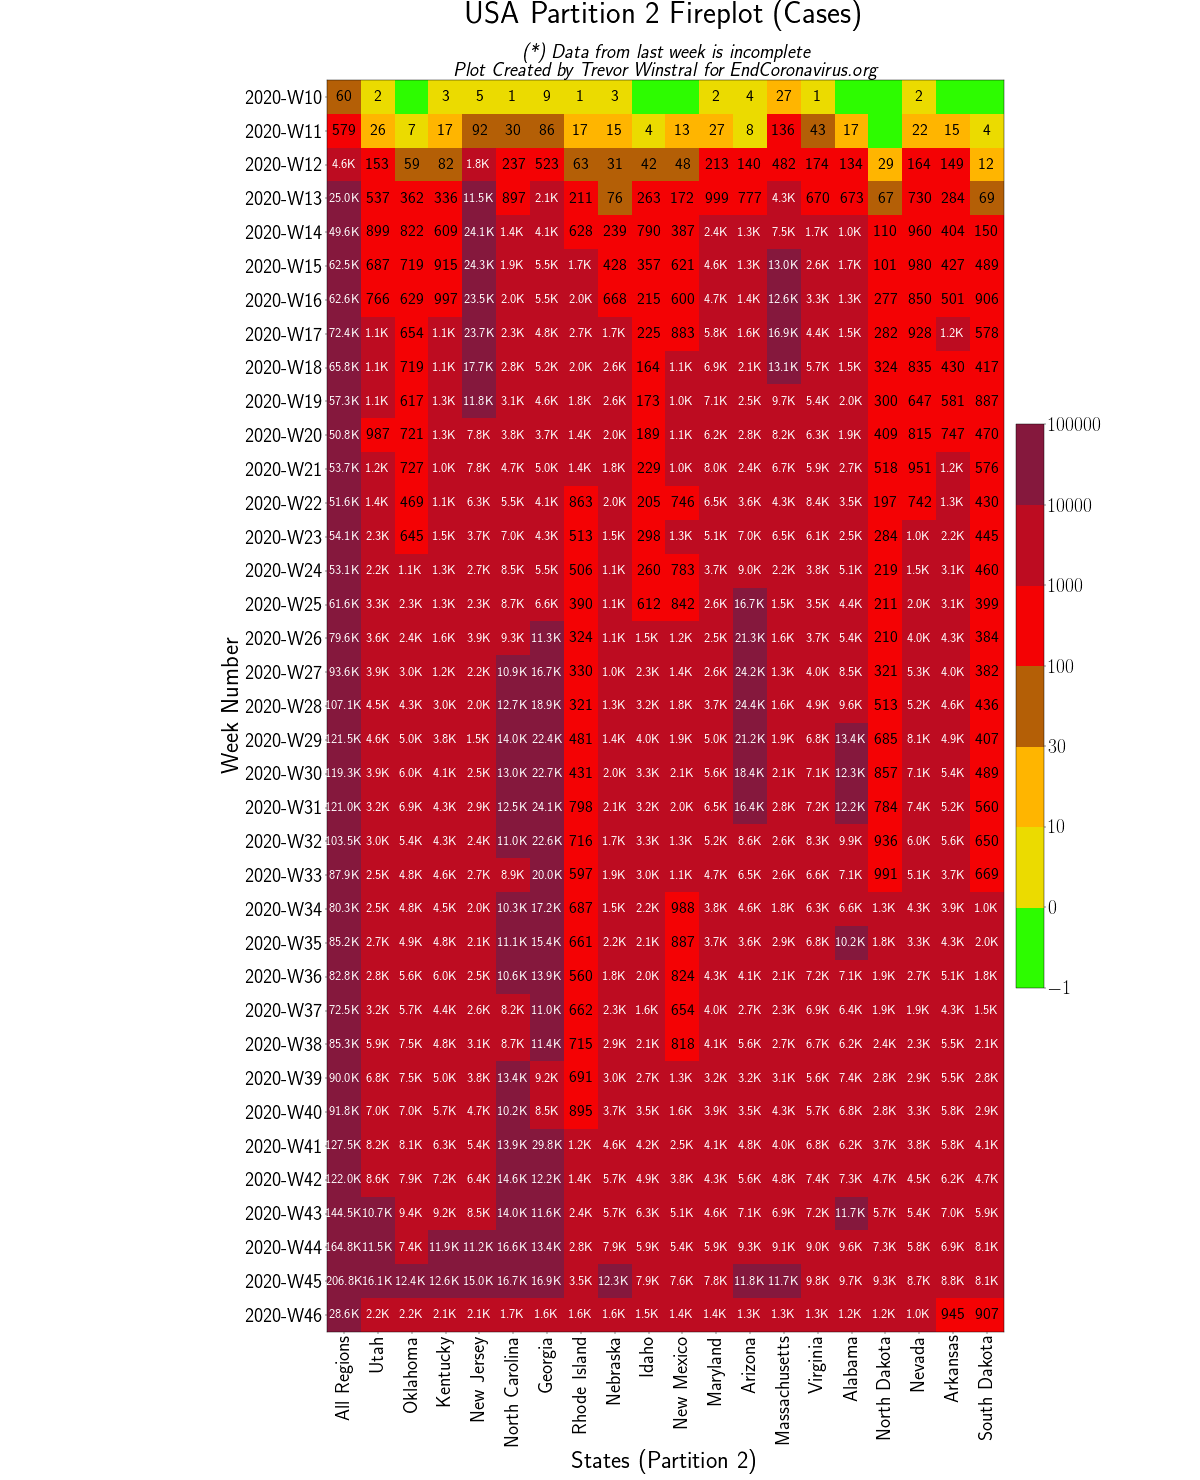 USA Partition 2 Fireplot (Cases)
(*) Data from last week is incomplete
Plot Created by Trevor Winstral for EndCoronavirus.org
2020-W10 60 2 3 5 1 9 1 3 2 4 27 1 2
2020-W11 579 26 7 17 92 30 86 17 15 4 13 27 8 136 43 17 22 15 4
2020-W12 4.6K 153 59 82 1.8K 237 523 63 31 42 48 213 140 482 174 134 29 164 149 12
2020-W13 25.0K 537 362 336 11.5K 897 2.1K 211 76 263 172 999 777 4.3K 670 673 67 730 284 69
2020-W14 49.6K 899 822 609 24.1K 1.4K 4.1K 628 239 790 387 2.4K 1.3K 7.5K 1.7K 1.0K 110 960 404 150
2020-W15 62.5K 687 719 915 24.3K 1.9K 5.5K 1.7K 428 357 621 4.6K 1.3K 13.0K 2.6K 1.7K 101 980 427 489
2020-W16 62.6K 766 629 997 23.5K 2.0K 5.5K 2.0K 668 215 600 4.7K 1.4K 12.6K 3.3K 1.3K 277 850 501 906
2020-W17 72.4K 1.1K 654 1.1K 23.7K 2.3K 4.8K 2.7K 1.7K 225 883 5.8K 1.6K 16.9K 4.4K 1.5K 282 928 1.2K 578
2020-W18 65.8K 1.1K 719 1.1K 17.7K 2.8K 5.2K 2.0K 2.6K 164 1.1K 6.9K 2.1K 13.1K 5.7K 1.5K 324 835 430 417
2020-W19 57.3K 1.1K 617 1.3K 11.8K 3.1K 4.6K 1.8K 2.6K 173 1.0K 7.1K 2.5K 9.7K 5.4K 2.0K 300 647 581 887
2020-W20 50.8K 987 721 1.3K 7.8K 3.8K 3.7K 1.4K 2.0K 189 1.1K 6.2K 2.8K 8.2K 6.3K 1.9K 409 815 747 470
2020-W21 53.7K 1.2K 727 1.0K 7.8K 4.7K 5.0K 1.4K 1.8K 229 1.0K 8.0K 2.4K 6.7K 5.9K 2.7K 518 951 1.2K 576
2020-W22 51.6K 1.4K 469 1.1K 6.3K 5.5K 4.1K 863 2.0K 205 746 6.5K 3.6K 4.3K 8.4K 3.5K 197 742 1.3K 430
2020-W23 54.1K 2.3K 645 1.5K 3.7K 7.0K 4.3K 513 1.5K 298 1.3K 5.1K 7.0K 6.5K 6.1K 2.5K 284 1.0K 2.2K 445
2020-W24 53.1K 2.2K 1.1K 1.3K 2.7K 8.5K 5.5K 506 1.1K 260 783 3.7K 9.0K 2.2K 3.8K 5.1K 219 1.5K 3.1K 460
2020-W25 61.6K 3.3K 2.3K 1.3K 2.3K 8.7K 6.6K 390 1.1K 612 842 2.6K 16.7K 1.5K 3.5K 4.4K 211 2.0K 3.1K 399
2020-W26 79.6K 3.6K 2.4K 1.6K 3.9K 9.3K 11.3K 324 1.1K 1.5K 1.2K 2.5K 21.3K 1.6K 3.7K 5.4K 210 4.0K 4.3K 384
2020-W27 93.6K 3.9K 3.0K 1.2K 2.2K 10.9K 16.7K 330 1.0K 2.3K 1.4K 2.6K 24.2K 1.3K 4.0K 8.5K 321 5.3K 4.0K 382
2020-W28 107.1K 4.5K 4.3K 3.0K 2.0K 12.7K 18.9K 321 1.3K 3.2K 1.8K 3.7K 24.4K 1.6K 4.9K 9.6K 513 5.2K 4.6K 436
2020-W29 121.5K 4.6K 5.0K 3.8K 1.5K 14.0K 22.4K 481 1.4K 4.0K 1.9K 5.0K 21.2K 1.9K 6.8K 13.4K 685 8.1K 4.9K 407
2020-W30 119.3K 3.9K 6.0K 4.1K 2.5K 13.0K 22.7K 431 2.0K 3.3K 2.1K 5.6K 18.4K 2.1K 7.1K 12.3K 857 7.1K 5.4K 489
2020-W31 121.0K 3.2K 6.9K 4.3K 2.9K 12.5K 24.1K 798 2.1K 3.2K 2.0K 6.5K 16.4K 2.8K 7.2K 12.2K 784 7.4K 5.2K 560
2020-W32 103.5K 3.0K 5.4K 4.3K 2.4K 11.0K 22.6K 716 1.7K 3.3K 1.3K 5.2K 8.6K 2.6K 8.3K 9.9K 936 6.0K 5.6K 650
2020-W33 87.9K 2.5K 4.8K 4.6K 2.7K 8.9K 20.0K 597 1.9K 3.0K 1.1K 4.7K 6.5K 2.6K 6.6K 7.1K 991 5.1K 3.7K 669
2020-W34 80.3K 2.5K 4.8K 4.5K 2.0K 10.3K 17.2K 687 1.5K 2.2K 988 3.8K 4.6K 1.8K 6.3K 6.6K 1.3K 4.3K 3.9K 1.0K
2020-W35 85.2K 2.7K 4.9K 4.8K 2.1K 11.1K 15.4K 661 2.2K 2.1K 887 3.7K 3.6K 2.9K 6.8K 10.2K 1.8K 3.3K 4.3K 2.0K
2020-W36 82.8K 2.8K 5.6K 6.0K 2.5K 10.6K 13.9K 560 1.8K 2.0K 824 4.3K 4.1K 2.1K 7.2K 7.1K 1.9K 2.7K 5.1K 1.8K
2020-W37 72.5K 3.2K 5.7K 4.4K 2.6K 8.2K 11.0K 662 2.3K 1.6K 654 4.0K 2.7K 2.3K 6.9K 6.4K 1.9K 1.9K 4.3K 1.5K
2020-W38 85.3K 5.9K 7.5K 4.8K 3.1K 8.7K 11.4K 715 2.9K 2.1K 818 4.1K 5.6K 2.7K 6.7K 6.2K 2.4K 2.3K 5.5K 2.1K
2020-W39 90.0K 6.8K 7.5K 5.0K 3.8K 13.4K 9.2K 691 3.0K 2.7K 1.3K 3.2K 3.2K 3.1K 5.6K 7.4K 2.8K 2.9K 5.5K 2.8K
2020-W40 91.8K 7.0K 7.0K 5.7K 4.7K 10.2K 8.5K 895 3.7K 3.5K 1.6K 3.9K 3.5K 4.3K 5.7K 6.8K 2.8K 3.3K 5.8K 2.9K
2020-W41 127.5K 8.2K 8.1K 6.3K 5.4K 13.9K 29.8K 1.2K 4.6K 4.2K 2.5K 4.1K 4.8K 4.0K 6.8K 6.2K 3.7K 3.8K 5.8K 4.1K
2020-W42 122.0K 8.6K 7.9K 7.2K 6.4K 14.6K 12.2K 1.4K 5.7K 4.9K 3.8K 4.3K 5.6K 4.8K 7.4K 7.3K 4.7K 4.5K 6.2K 4.7K
2020-W43 144.5K 10.7K 9.4K 9.2K 8.5K 14.0K 11.6K 2.4K 5.7K 6.3K 5.1K 4.6K 7.1K 6.9K 7.2K 11.7K 5.7K 5.4K 7.0K 5.9K
2020-W44 164.8K 11.5K 7.4K 11.9K 11.2K 16.6K 13.4K 2.8K 7.9K 5.9K 5.4K 5.9K 9.3K 9.1K 9.0K 9.6K 7.3K 5.8K 6.9K 8.1K
2020-W45 206.8K 16.1K 12.4K 12.6K 15.0K 16.7K 16.9K 3.5K 12.3K 7.9K 7.6K 7.8K 11.8K 11.7K 9.8K 9.7K 9.3K 8.7K 8.8K 8.1K
2020-W46 28.6K 2.2K 2.2K 2.1K 2.1K 1.7K 1.6K 1.6K 1.6K 1.5K 1.4K 1.4K 1.3K 1.3K 1.3K 1.2K 1.2K 1.0K 945 907
Week Number
All Regions
Utah
Oklahoma
Kentucky
New Jersey
North Carolina
Georgia
Rhode Island
Nebraska
Idaho
New Mexico
Maryland
Arizona
Massachusetts
Virginia
Alabama
North Dakota
Nevada
Arkansas
South Dakota
States (Partition 2)
100000
10000
1000
100
30
10
0
−1